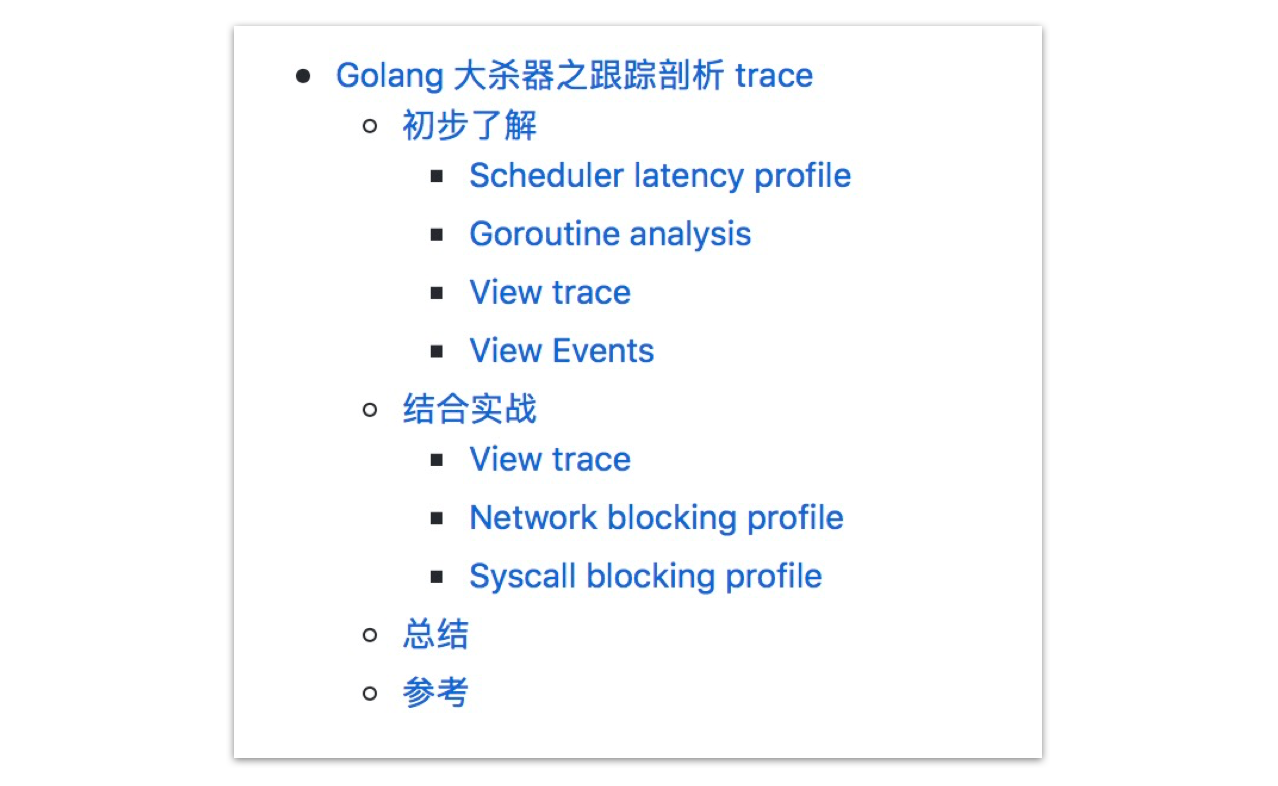 Golang 大杀器之跟踪剖析 trace
初步了解
Scheduler latency profile
Goroutine analysis
View trace
View Events
结合实战
View trace
Network blocking profile
Syscall blocking profile
总结
参考